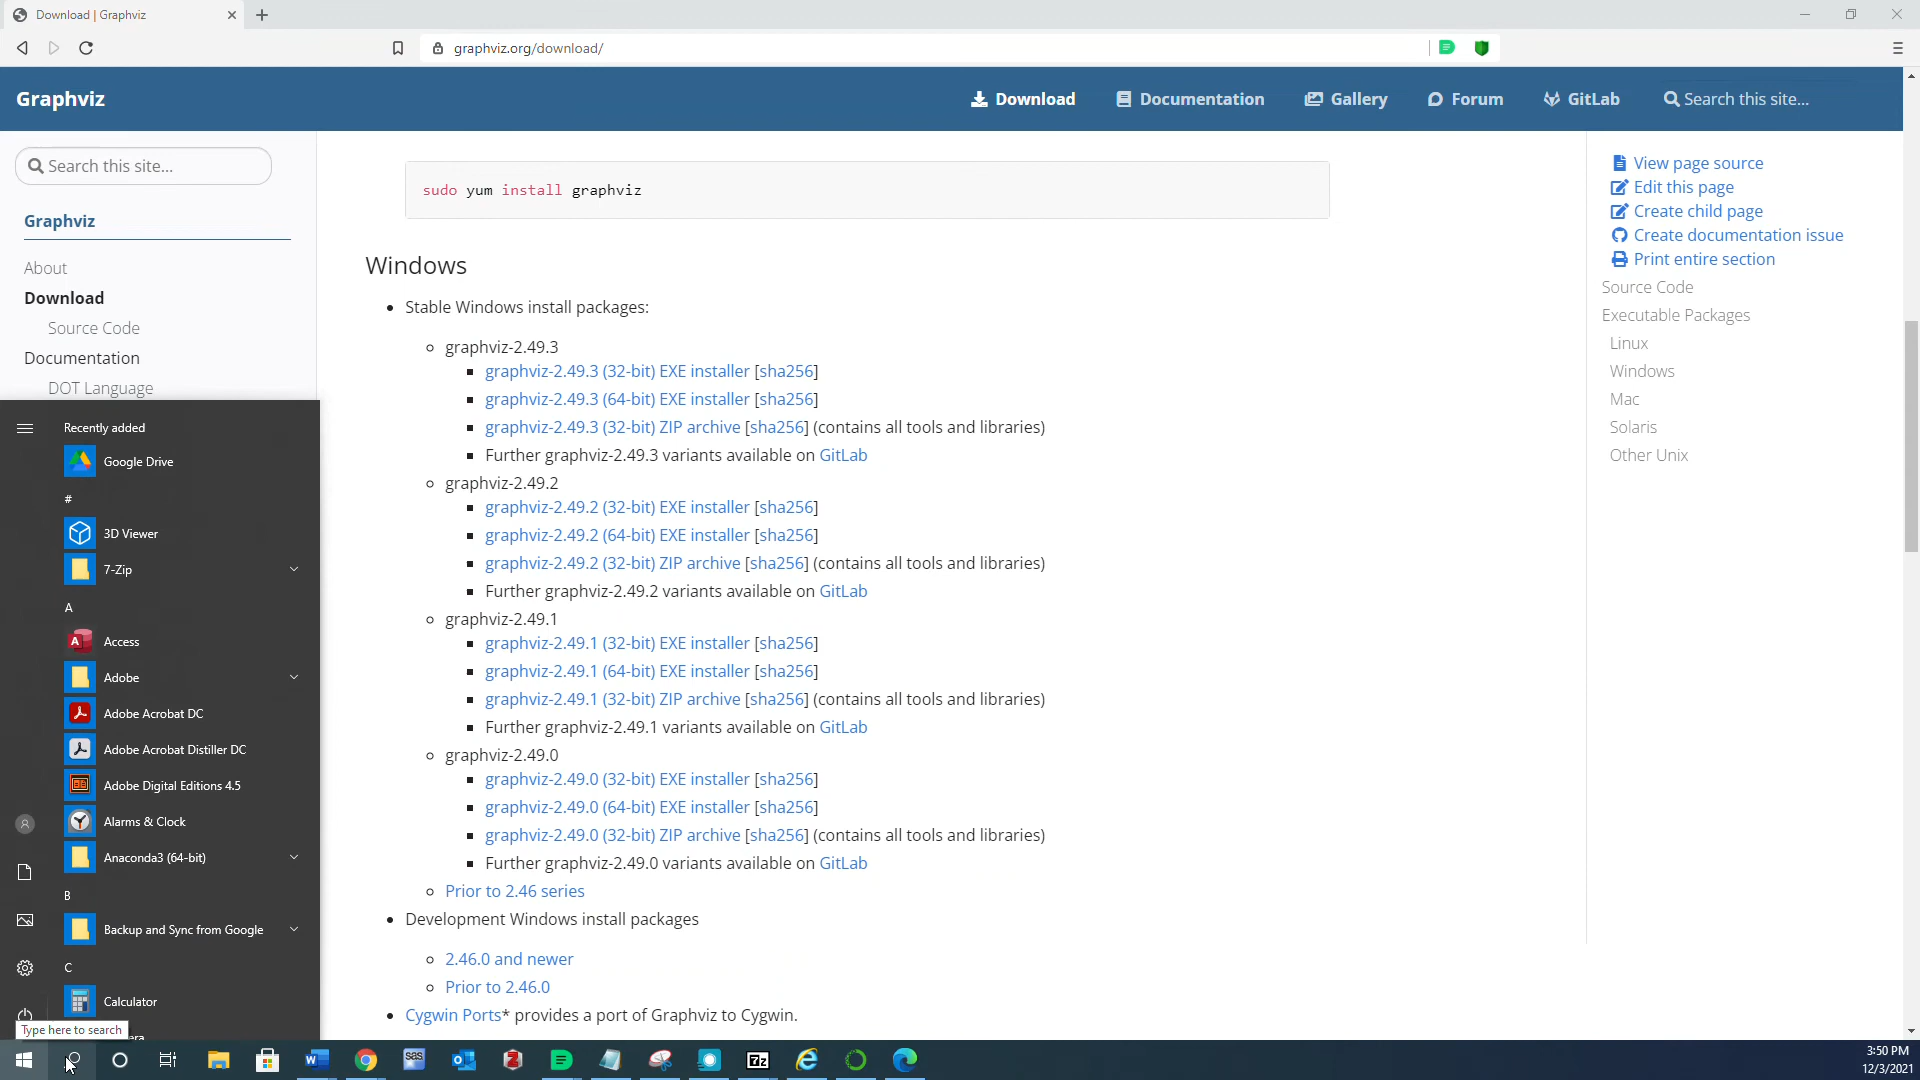 Download | Graphviz
graphviz.org/download/
Graphviz
Download
Documentation
Gallery
Forum
GitLab
Search this site...
Search this site...
Graphviz
About
Download
Source Code
Documentation
DOT Language
sudo yum install graphviz
Windows
Stable Windows install packages:
graphviz-2.49.3
graphviz-2.49.3 (32-bit) EXE installer [sha256]
graphviz-2.49.3 (64-bit) EXE installer [sha256]
graphviz-2.49.3 (32-bit) ZIP archive [sha256] (contains all tools and libraries)
Further graphviz-2.49.3 variants available on GitLab
graphviz-2.49.2
graphviz-2.49.2 (32-bit) EXE installer [sha256]
graphviz-2.49.2 (64-bit) EXE installer [sha256]
graphviz-2.49.2 (32-bit) ZIP archive [sha256] (contains all tools and libraries)
Further graphviz-2.49.2 variants available on GitLab
graphviz-2.49.1
graphviz-2.49.1 (32-bit) EXE installer [sha256]
graphviz-2.49.1 (64-bit) EXE installer [sha256]
graphviz-2.49.1 (32-bit) ZIP archive [sha256] (contains all tools and libraries)
Further graphviz-2.49.1 variants available on GitLab
graphviz-2.49.0
graphviz-2.49.0 (32-bit) EXE installer [sha256]
graphviz-2.49.0 (64-bit) EXE installer [sha256]
graphviz-2.49.0 (32-bit) ZIP archive [sha256] (contains all tools and libraries)
Further graphviz-2.49.0 variants available on GitLab
Prior to 2.46 series
Development Windows install packages
2.46.0 and newer
Prior to 2.46.0
Cygwin Ports* provides a port of Graphviz to Cygwin.
View page source
Edit this page
Create child page
Create documentation issue
Print entire section
Source Code
Executable Packages
Linux
Windows
Mac
Solaris
Other Unix
Recently added
Google Drive
#
3D Viewer
7-Zip
A
Access
Adobe
Adobe Acrobat DC
Adobe Acrobat Distiller DC
Adobe Digital Editions 4.5
Alarms & Clock
Anaconda3 (64-bit)
B
Backup and Sync from Google
C
Calculator
Type here to search
sas
7z
3:50 PM
12/3/2021